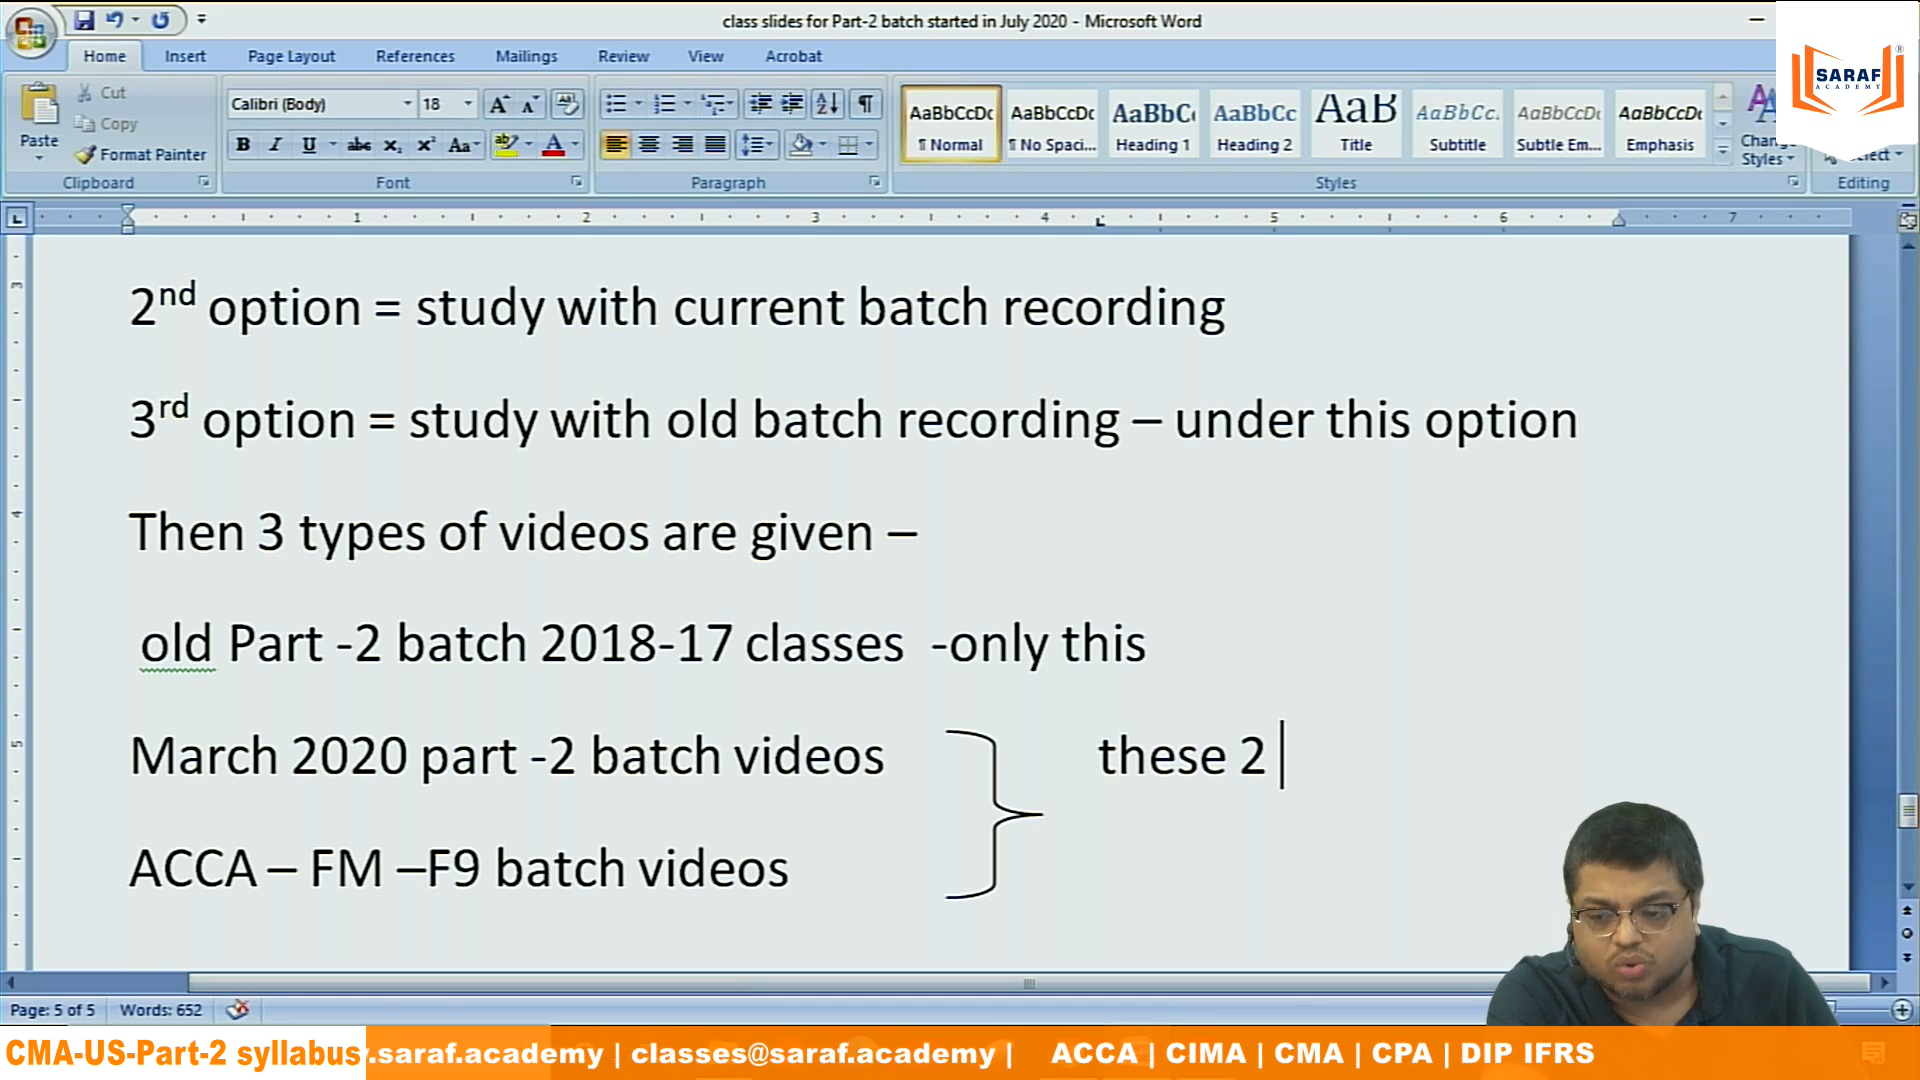 class slides for Part-2 batch started in July 2020 - Microsoft Word
Home Insert Page Layout References Mailings Review View Acrobat
SARAF
ACADEMY
®
Paste
Cut
Copy
Format Painter
Clipboard
Calibri (Body) 18
Font
Paragraph
AaBbCcDc AaBbCcDc AaBbC AaBbCc AaB AaBbCc. AaBbCcDt AaBbCcDt
¶ Normal ¶ No Spaci... Heading 1 Heading 2 Title Subtitle Subtle Em... Emphasis
Styles
Styles
Editing
2nd option = study with current batch recording
3rd option = study with old batch recording – under this option
Then 3 types of videos are given –
old Part -2 batch 2018-17 classes -only this
March 2020 part -2 batch videos these 2
ACCA – FM –F9 batch videos
Page: 5 of 5 Words: 652
CMA-US-Part-2 syllabus .saraf.academy | classes@saraf.academy | ACCA | CIMA | CMA | CPA | DIP IFRS